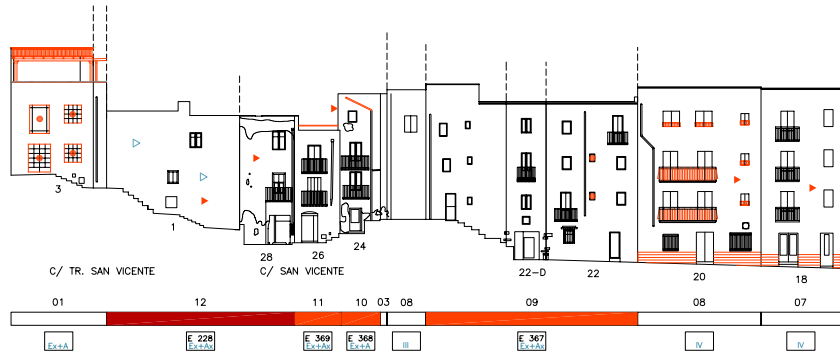 3
1
28
26
24
22-D
22
20
18
C/ TR. SAN VICENTE
C/ SAN VICENTE
01
12
11
10
03
08
09
08
07
Ex+A
E 228
Ex+Ax
E 369
Ex+Ax
E 368
Ex+A
III
E 367
Ex+Ax
IV
IV